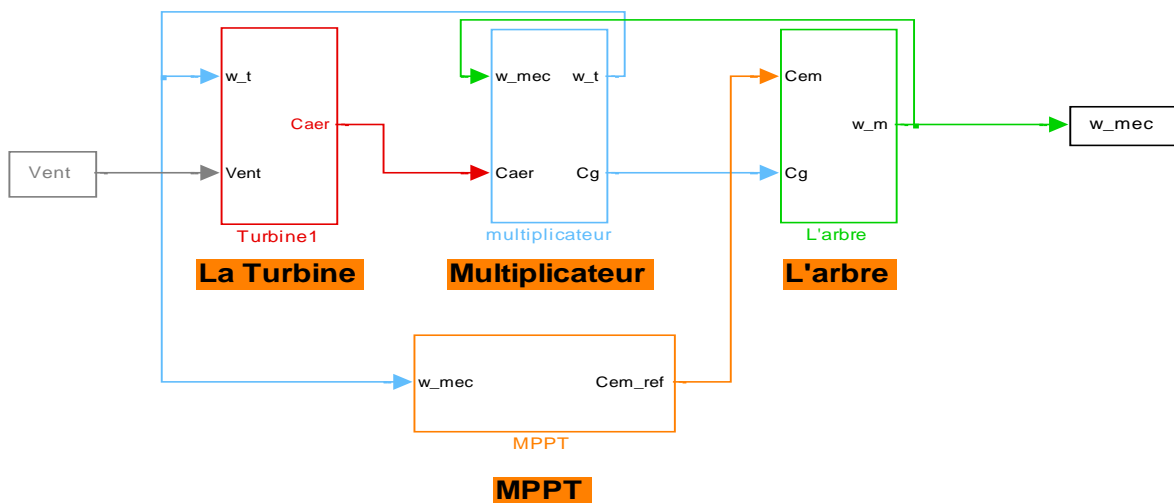 w_t
Caer
Vent
Turbine1
La Turbine
w_mec
w_t
Caer
Cg
multiplicateur
Multiplicateur
Cem
w_m
Cg
L'arbre
L'arbre
w_mec
Vent
w_mec
Cem_ref
MPPT
MPPT